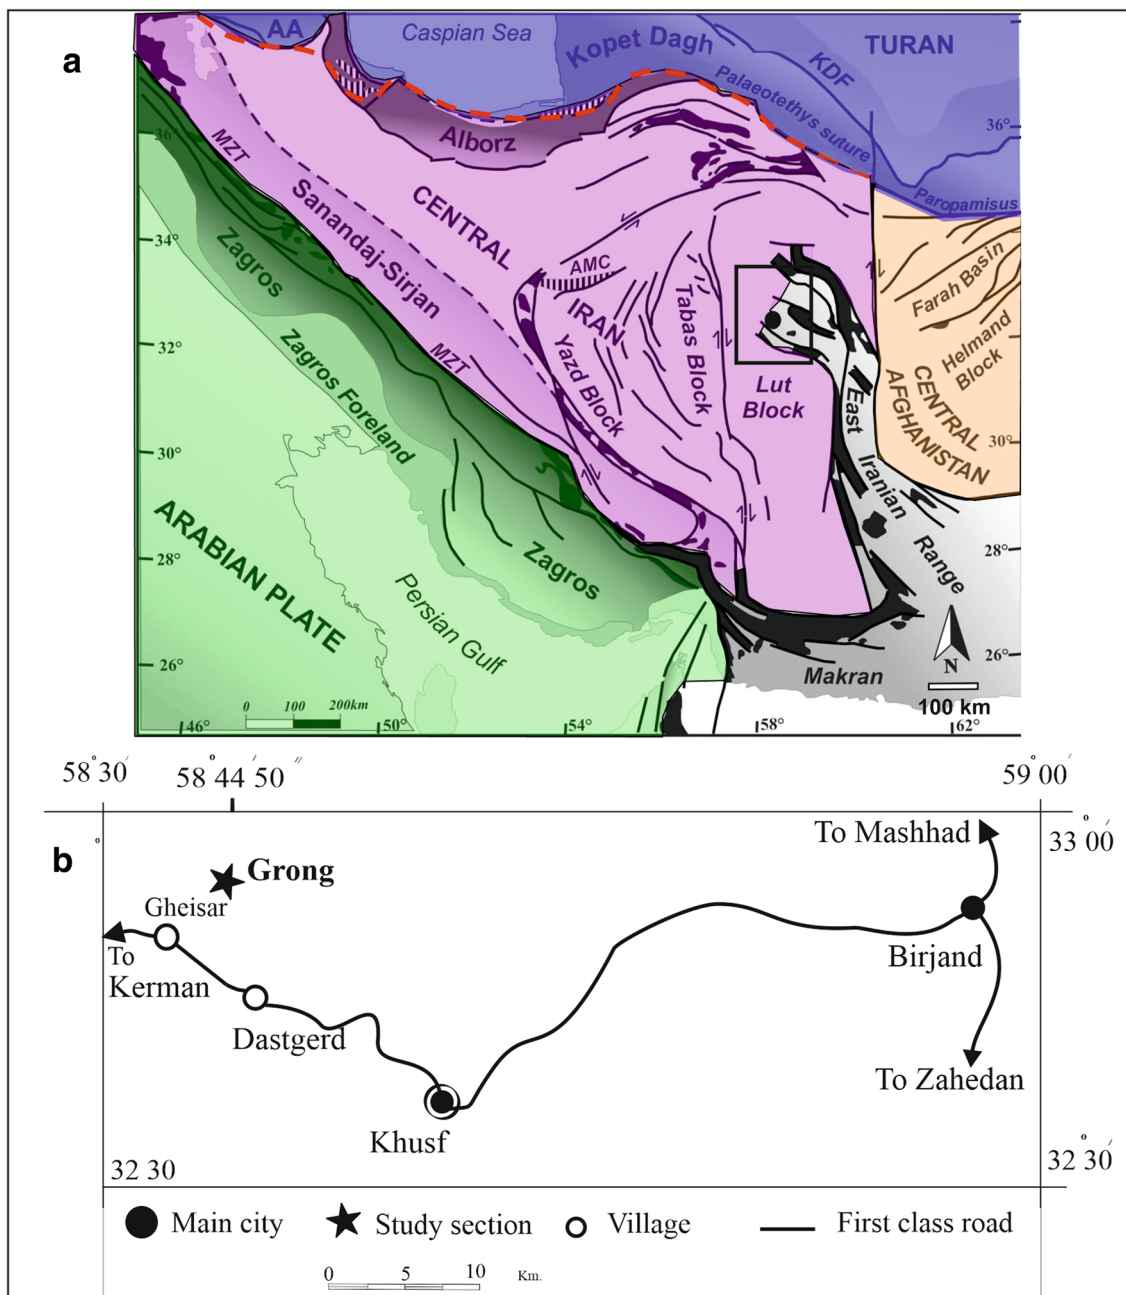 a
AA
Caspian Sea
Kopet Dagh
TURAN
KDF
Palaeotethys suture
Paropamisus
36°
36°
Alborz
MZT
CENTRAL
Sanandaj-Sirjan
34°
Zagros
AMC
IRAN
Tabas Block
Farah Basin
Helmand
Block
32°
Zagros Foreland
MZT
Yazd Block
Lut
Block
CENTRAL
AFGHANISTAN
30°
30°
East
Iranian
Range
ARABIAN PLATE
28°
28°
Zagros
Persian Gulf
26°
26°
Makran
N
100 km
0 100 200km
46°
50°
54°
58°
62°
58°30′
58°44′50″
59°00′
b
To Mashhad
33°00′
Grong
Gheisar
To
Kerman
Birjand
Dastgerd
To Zahedan
Khusf
32 30
32°30′
Main city
Study section
Village
First class road
0 5 10 Km.